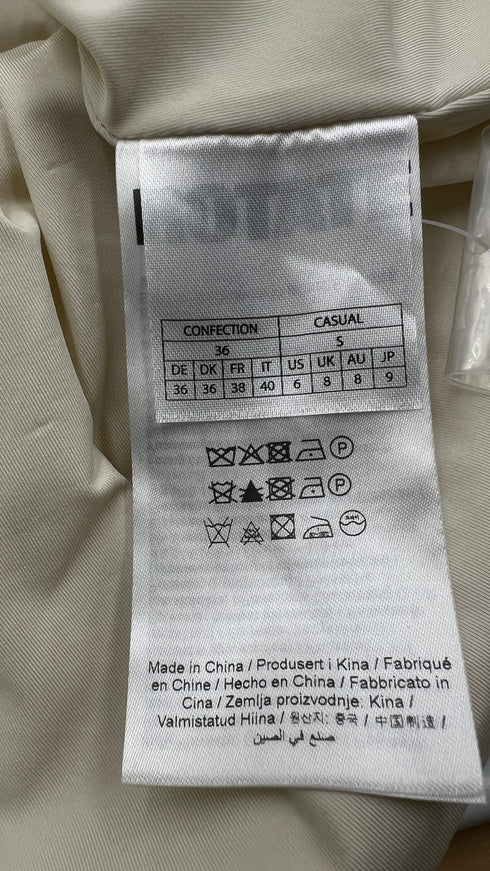 CONFECTION CASUAL
36 S
DE DK FR IT US UK AU JP
36 36 38 40 6 8 8 9
P
P
Made in China / Produsert i Kina / Fabriqué
en Chine / Hecho en China / Fabbricato in
Cina / Zemlja proizvodnje: Kina /
Valmistatud Hiina / 원산지: 중국 / 中国制造 /
صنع في الصين